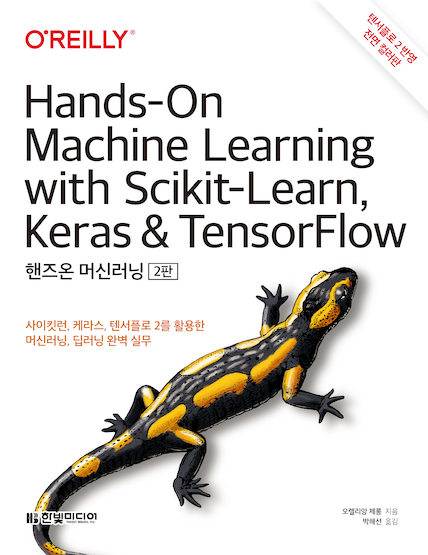 O'REILLY®
텐서플로 2 반영
전면 컬러판
Hands-On
Machine Learning
with Scikit-Learn,
Keras & TensorFlow
핸즈온 머신러닝 2판
사이킷런, 케라스, 텐서플로 2를 활용한
머신러닝, 딥러닝 완벽 실무
오렐리앙 제롱 지음
박해선 옮김
한빛미디어
Hanbit Media, Inc.